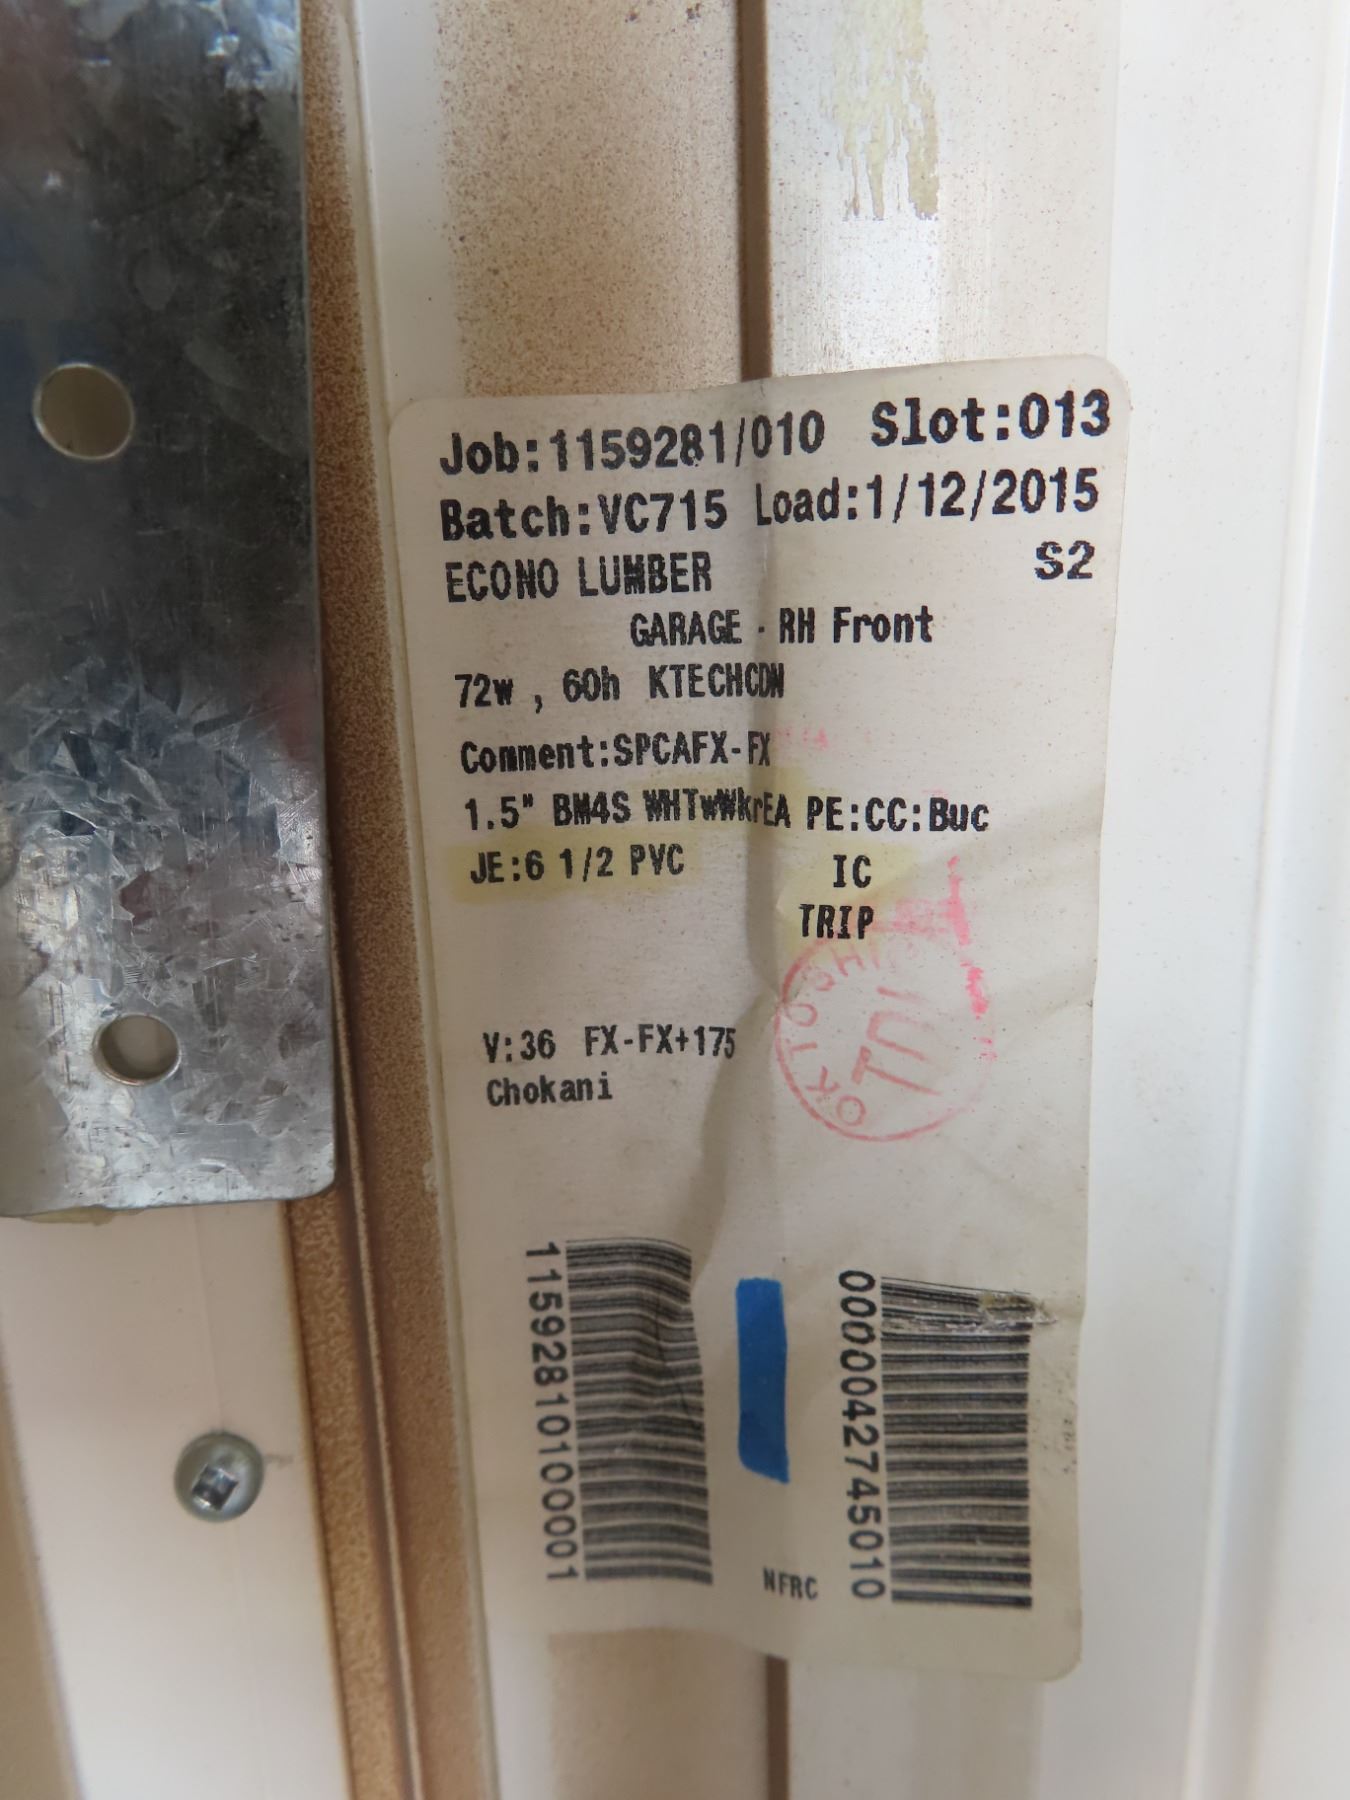 Job:1159281/010 Slot:013
Batch:VC715 Load:1/12/2015
ECONO LUMBER S2
GARAGE - RH Front
72w , 60h KTECHCDN
Comment:SPCAFX-FX
1.5" BM4S WHTwWkrEA PE:CC:Buc
JE:6 1/2 PVC IC
TRIP
V:36 FX-FX+175
Chokani
11592810100001
0000042745010
NFRC